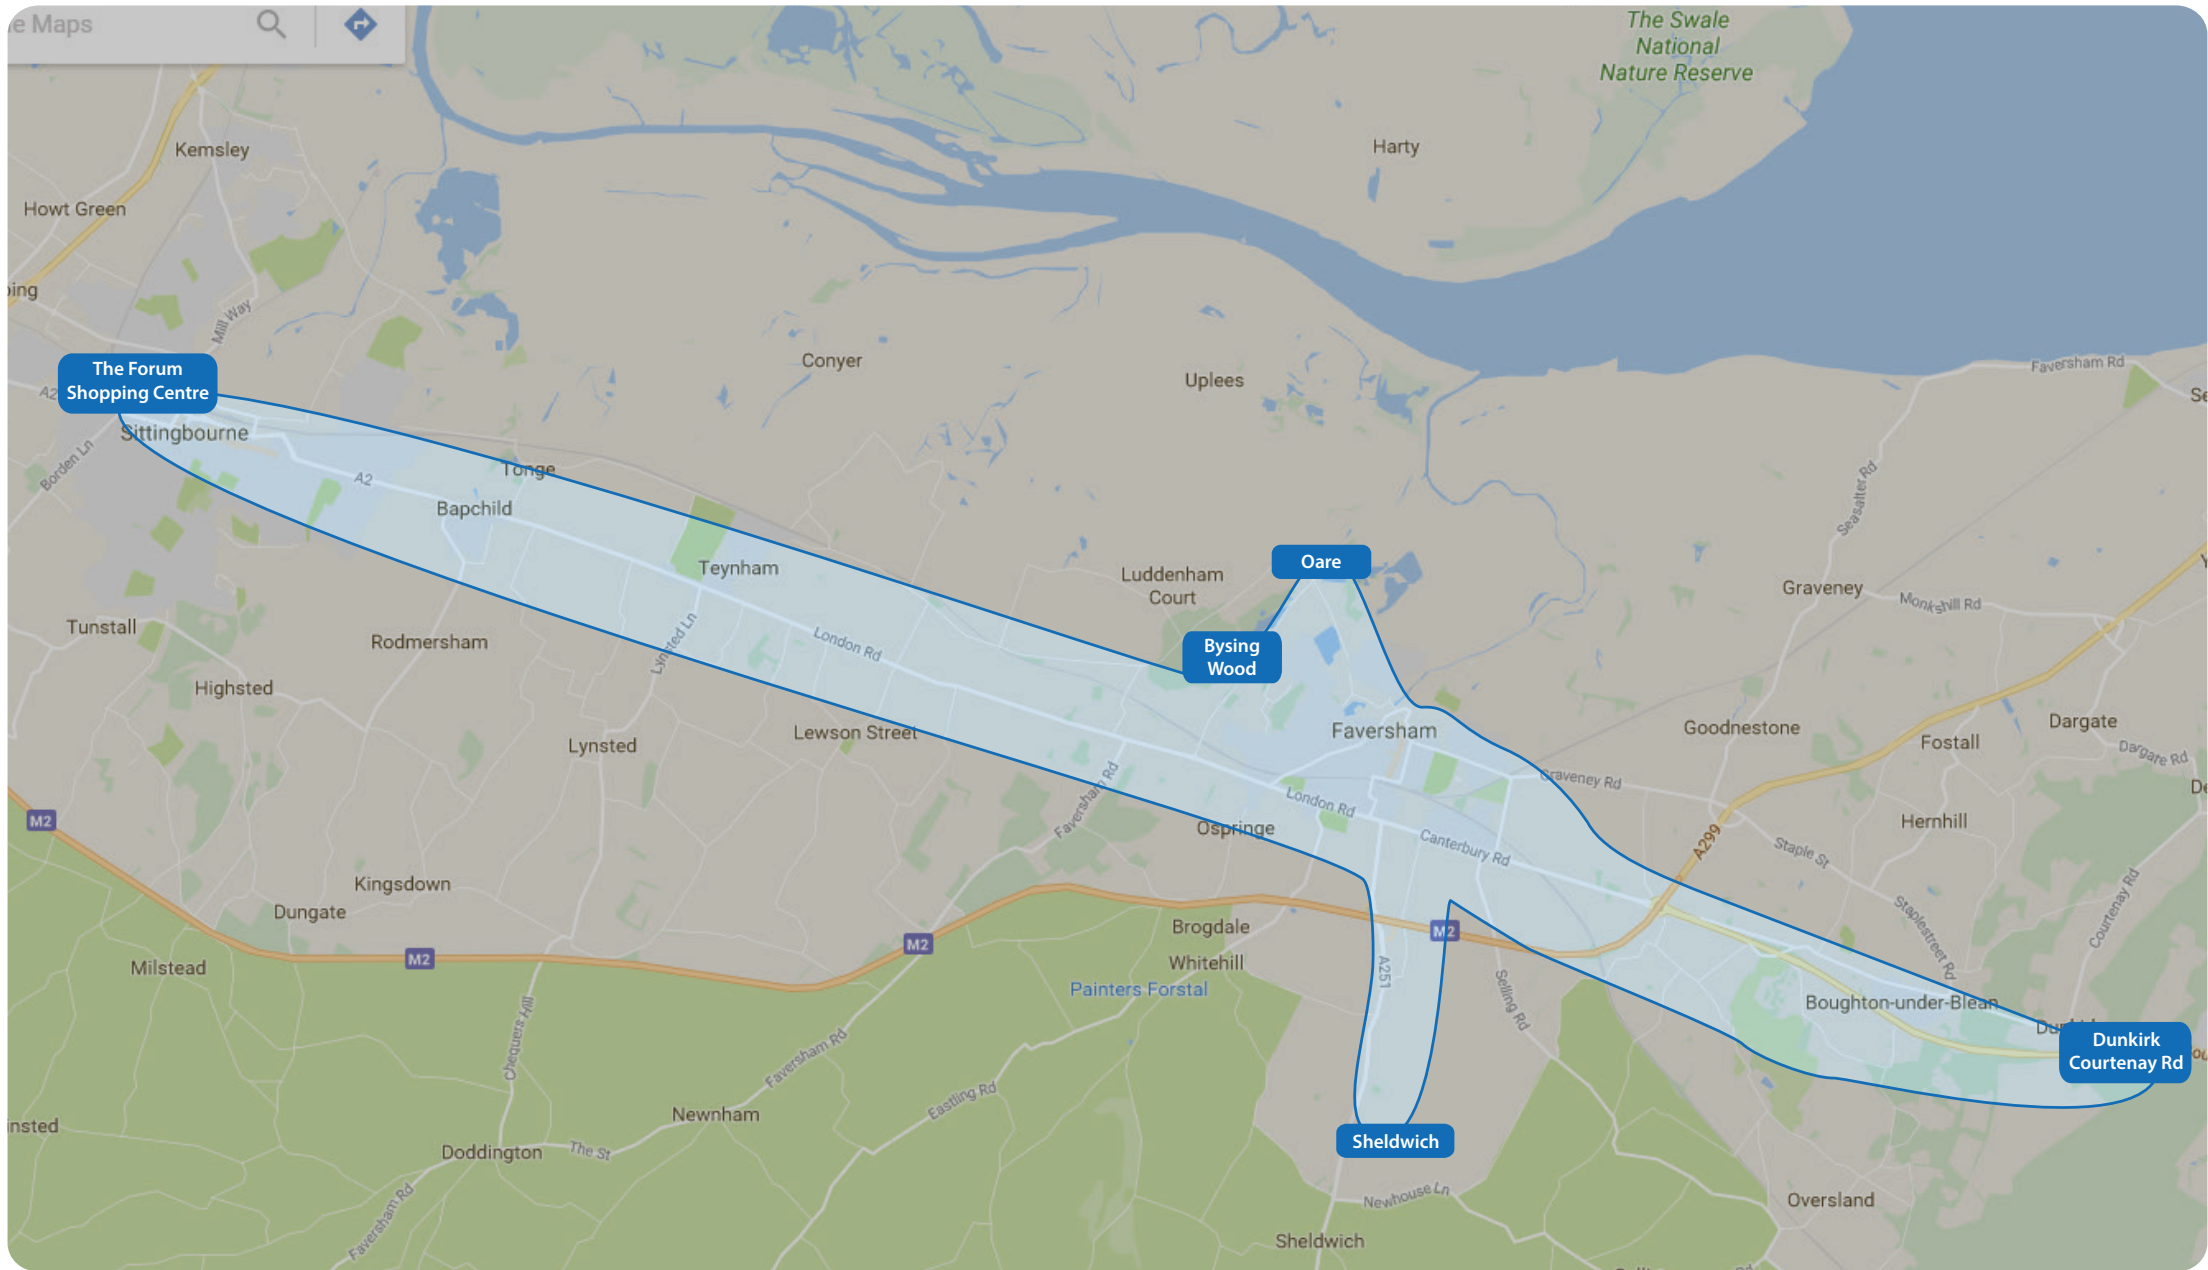 e Maps
The Swale
National
Nature Reserve
Kemsley
Harty
Howt Green
Mill Way
Conyer
Uplees
Faversham Rd
The Forum
Shopping Centre
A2
Sittingbourne
Borden Ln
Tonge
A2
Bapchild
Seasalter Rd
Teynham
Luddenham
Court
Oare
Graveney
Monkshill Rd
Tunstall
Rodmersham
Lynsted Ln
London Rd
Bysing
Wood
Highsted
Lynsted
Lewson Street
Faversham
Goodnestone
Fostall
Dargate
Dargate Rd
Graveney Rd
Faversham Rd
London Rd
Ospringe
Canterbury Rd
A299
Staple St
Hernhill
M2
Kingsdown
Dungate
Brogdale
M2
Staplestreet Rd
Courtenay Rd
Milstead
M2
M2
Whitehill
Painters Forstal
A251
Selling Rd
Boughton-under-Blean
Dunkirk
Courtenay Rd
Chequers Hill
Faversham Rd
Eastling Rd
Newnham
Sheldwich
Doddington
The St
Faversham Rd
Newhouse Ln
Oversland
Sheldwich